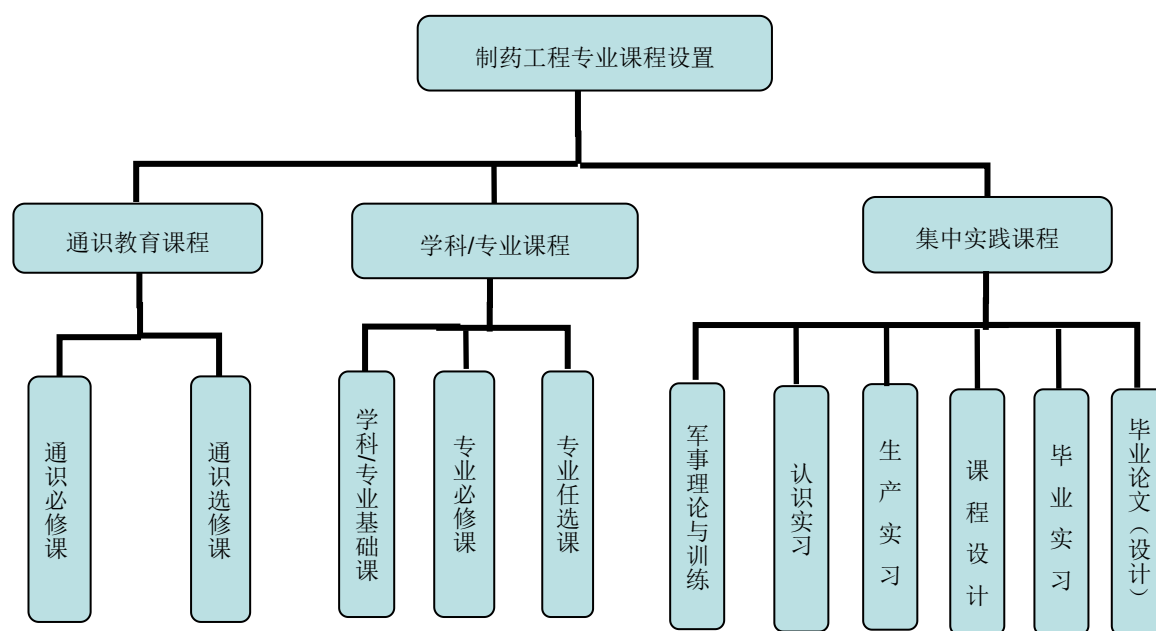 制药工程专业课程设置
通识教育课程
学科/专业课程
集中实践课程
通识必修课
通识选修课
学科/专业基础课
专业必修课
专业任选课
军事理论与训练
认识实习
生产实习
课程设计
毕业实习
毕业论文（设计）